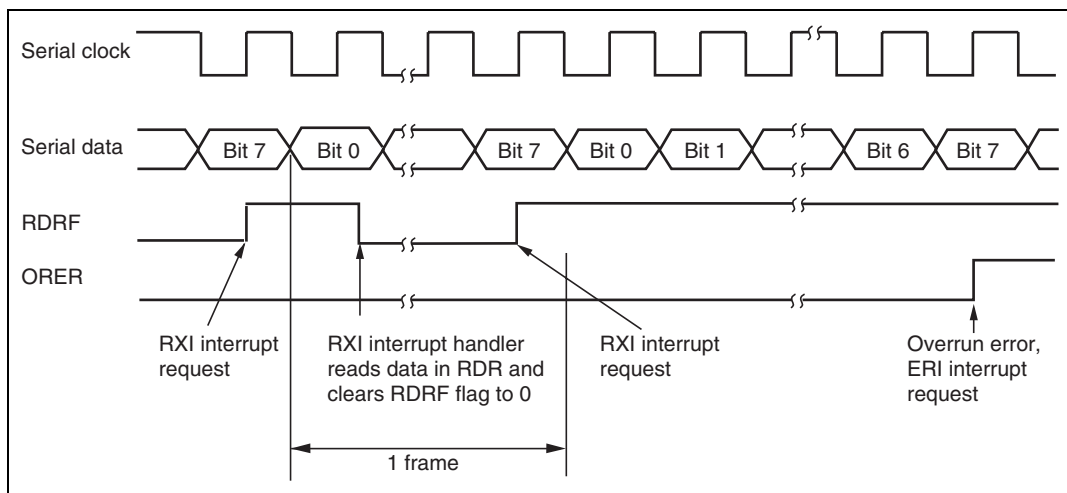 Serial clock
Serial data
Bit 7 Bit 0 Bit 7 Bit 0 Bit 1 Bit 6 Bit 7
RDRF
ORER
RXI interrupt
request
RXI interrupt handler
reads data in RDR and
clears RDRF flag to 0
RXI interrupt
request
Overrun error,
ERI interrupt
request
1 frame